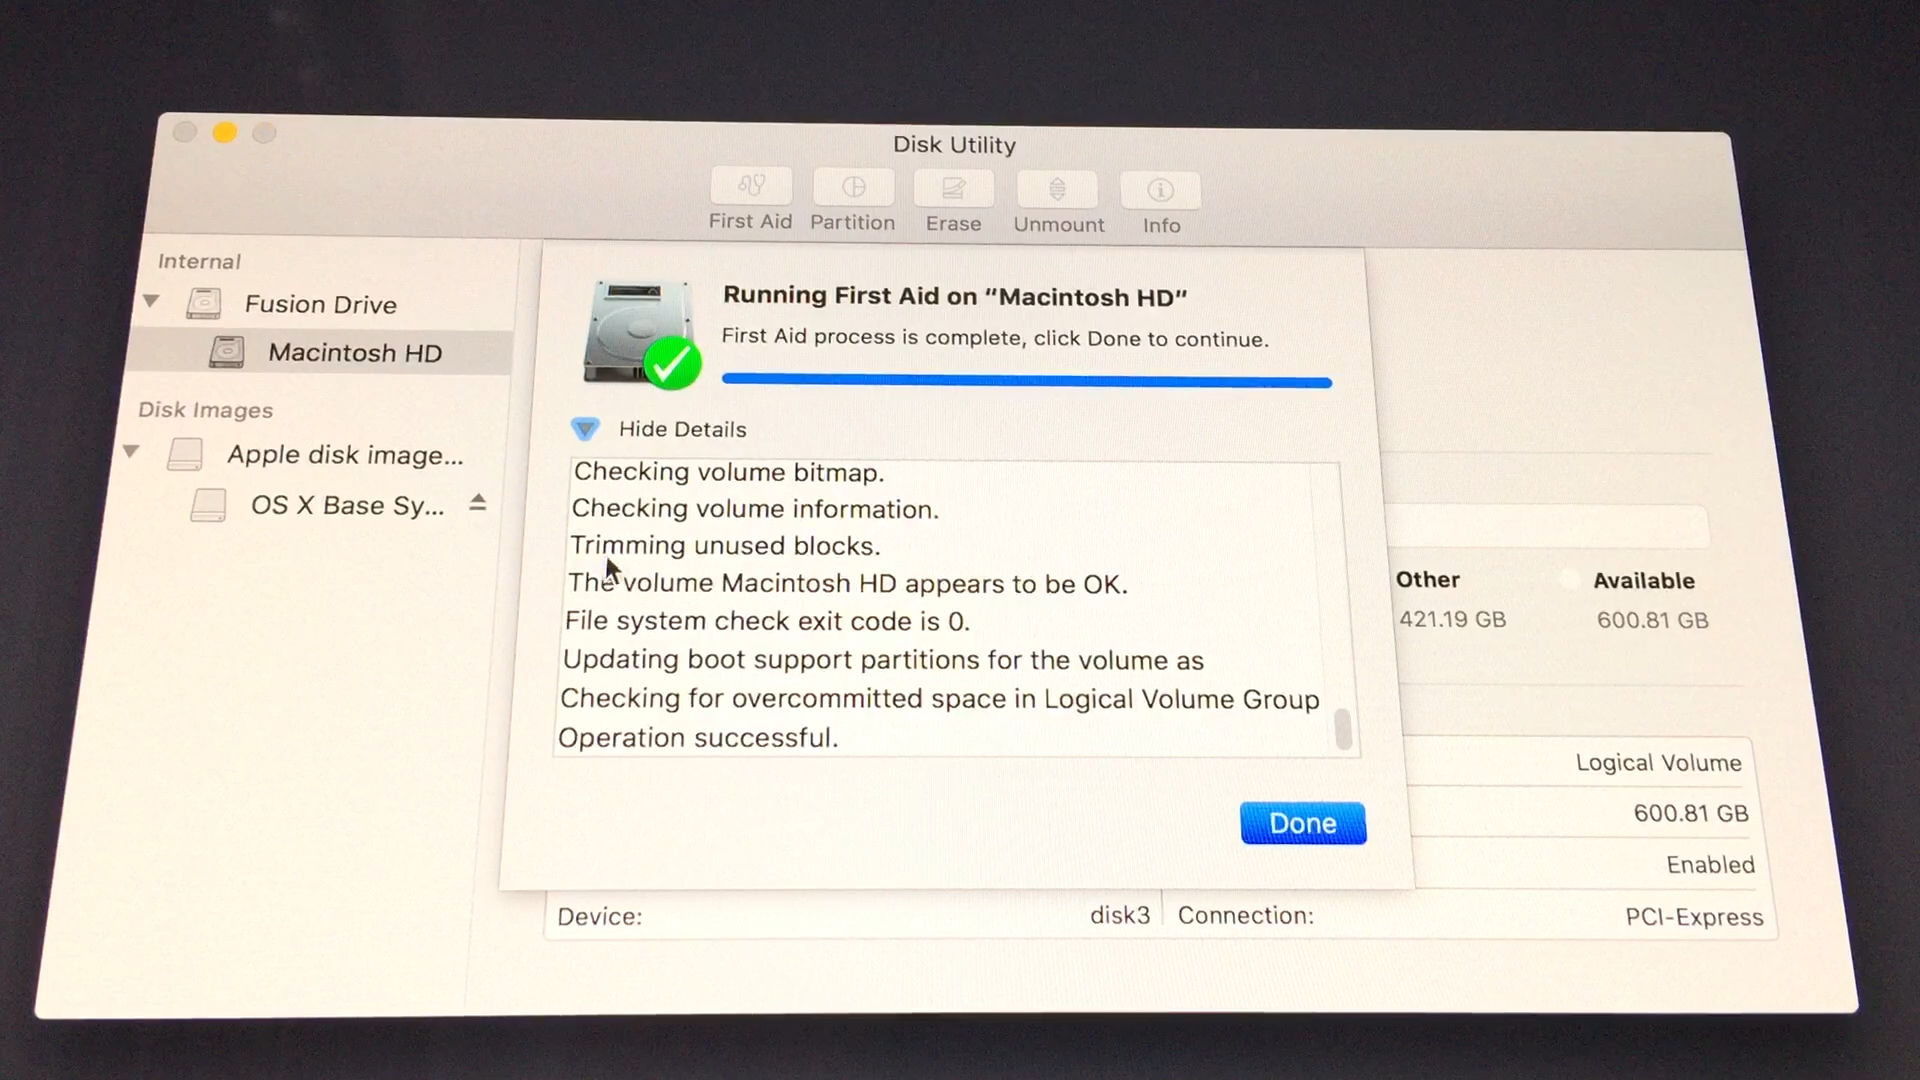 Disk Utility
First Aid
Partition
Erase
Unmount
Info
Internal
Fusion Drive
Macintosh HD
Disk Images
Apple disk image...
OS X Base Sy...
Running First Aid on “Macintosh HD”
First Aid process is complete, click Done to continue.
Hide Details
Checking volume bitmap.
Checking volume information.
Trimming unused blocks.
The volume Macintosh HD appears to be OK.
File system check exit code is 0.
Updating boot support partitions for the volume as
Checking for overcommitted space in Logical Volume Group
Operation successful.
Done
Other
Available
421.19 GB
600.81 GB
Logical Volume
600.81 GB
Enabled
Device: disk3
Connection: PCI-Express